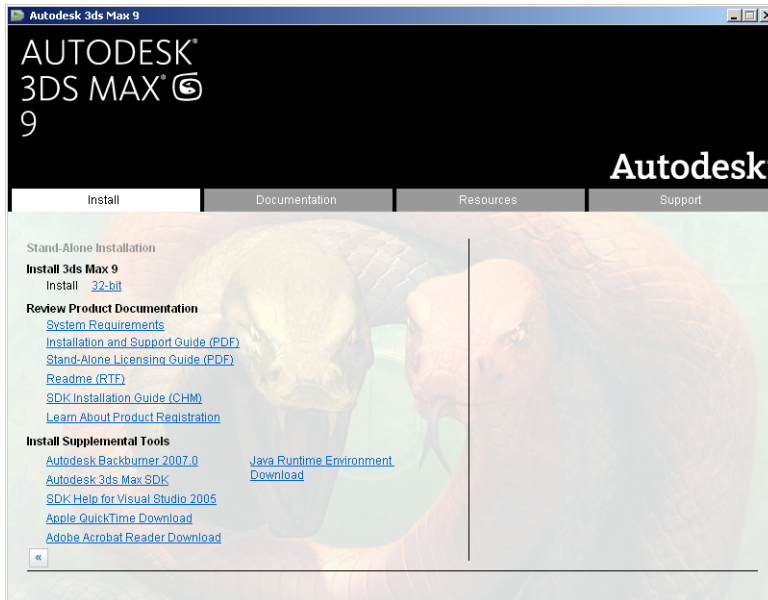 Autodesk 3ds Max 9
AUTODESK®
3DS MAX®
9
Autodesk
Install Documentation Resources Support
Stand-Alone Installation
Install 3ds Max 9
Install 32-bit
Review Product Documentation
System Requirements
Installation and Support Guide (PDF)
Stand-Alone Licensing Guide (PDF)
Readme (RTF)
SDK Installation Guide (CHM)
Learn About Product Registration
Install Supplemental Tools
Autodesk Backburner 2007.0
Autodesk 3ds Max SDK
SDK Help for Visual Studio 2005
Apple QuickTime Download
Adobe Acrobat Reader Download
Java Runtime Environment
Download
«